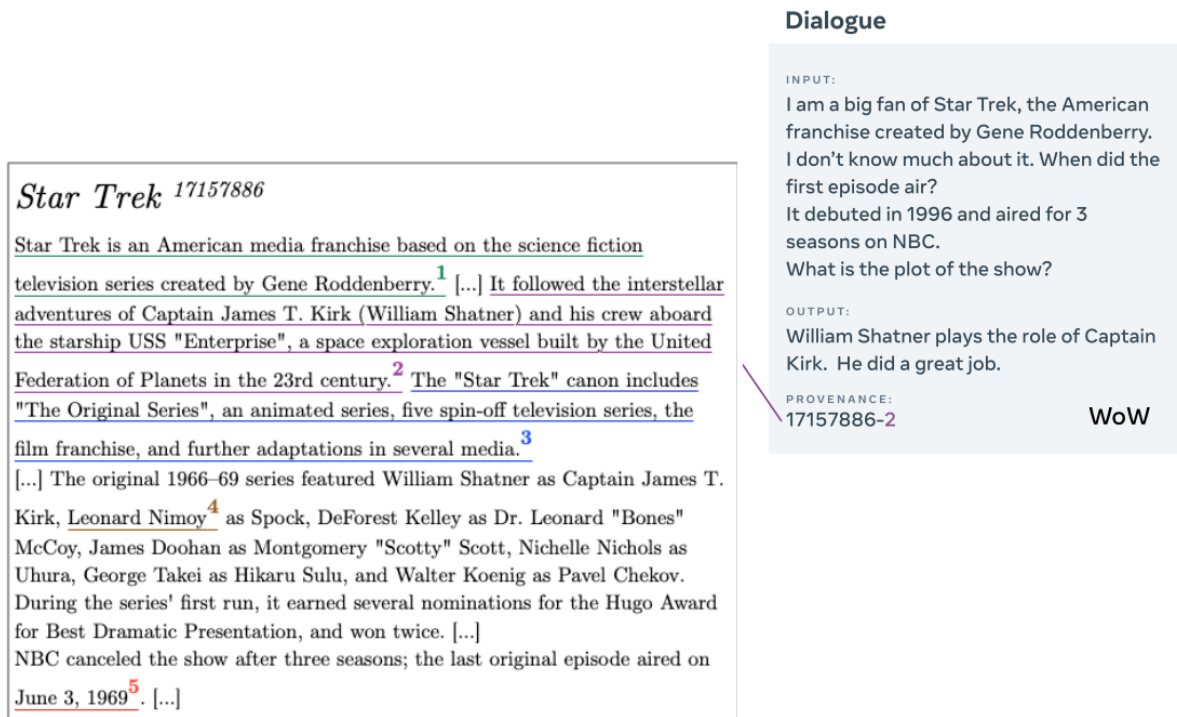 Dialogue
INPUT:
I am a big fan of Star Trek, the American
franchise created by Gene Roddenberry.
I don't know much about it. When did the
first episode air?
It debuted in 1996 and aired for 3
seasons on NBC.
What is the plot of the show?
OUTPUT:
William Shatner plays the role of Captain
Kirk. He did a great job.
PROVENANCE:
17157886-2
WoW
Star Trek 17157886
Star Trek is an American media franchise based on the science fiction
television series created by Gene Roddenberry.1 [...] It followed the interstellar
adventures of Captain James T. Kirk (William Shatner) and his crew aboard
the starship USS "Enterprise", a space exploration vessel built by the United
Federation of Planets in the 23rd century.2 The "Star Trek" canon includes
"The Original Series", an animated series, five spin-off television series, the
film franchise, and further adaptations in several media.3
[...] The original 1966–69 series featured William Shatner as Captain James T.
Kirk, Leonard Nimoy4 as Spock, DeForest Kelley as Dr. Leonard "Bones"
McCoy, James Doohan as Montgomery "Scotty" Scott, Nichelle Nichols as
Uhura, George Takei as Hikaru Sulu, and Walter Koenig as Pavel Chekov.
During the series' first run, it earned several nominations for the Hugo Award
for Best Dramatic Presentation, and won twice. [...]
NBC canceled the show after three seasons; the last original episode aired on
June 3, 19695. [...]